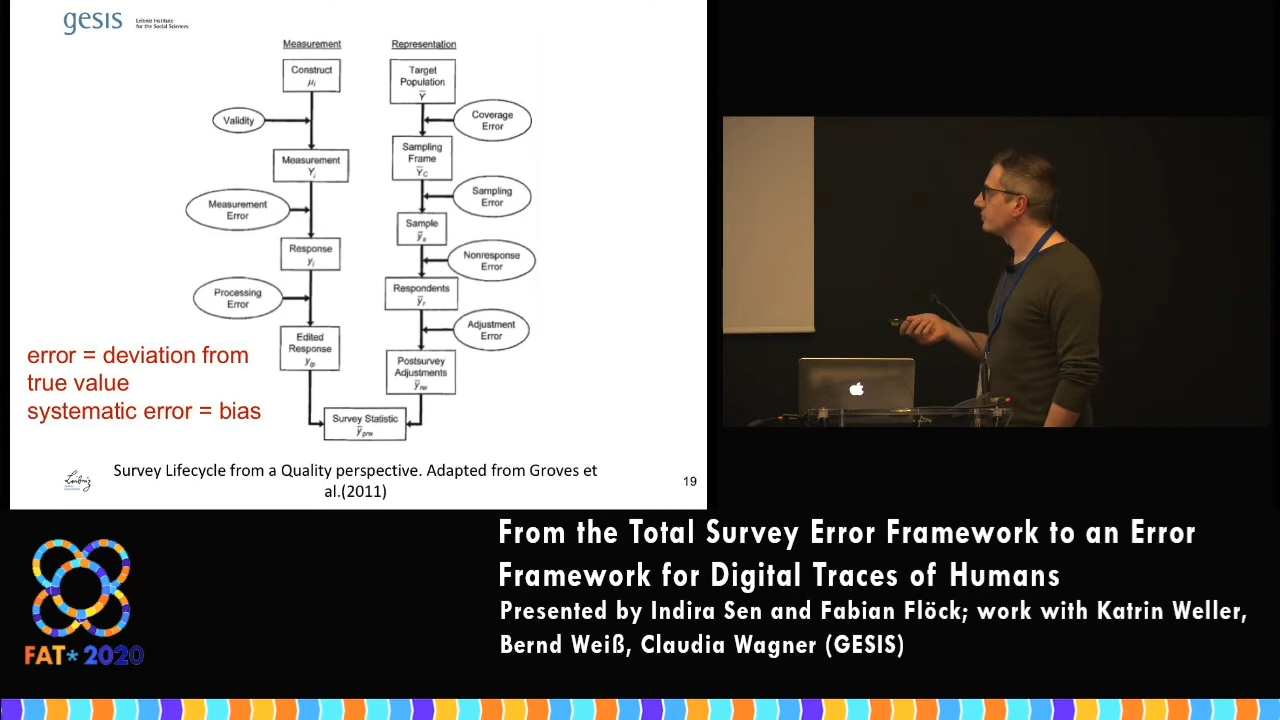 gesis
Leibniz Institute
for the Social Sciences
Measurement
Construct
μi
Validity
Measurement
Yi
Measurement
Error
Response
yi
Processing
Error
Edited
Response
yip
Representation
Target
Population
Ȳ
Coverage
Error
Sampling
Frame
ȲC
Sampling
Error
Sample
ȳs
Nonresponse
Error
Respondents
ȳr
Adjustment
Error
Postsurvey
Adjustments
ȳrw
Survey Statistic
ȳprw
error = deviation from
true value
systematic error = bias
Survey Lifecycle from a Quality perspective. Adapted from Groves et
al.(2011)
Leibniz
19
From the Total Survey Error Framework to an Error
Framework for Digital Traces of Humans
Presented by Indira Sen and Fabian Flöck; work with Katrin Weller,
Bernd Weiß, Claudia Wagner (GESIS)
FAT* 2020